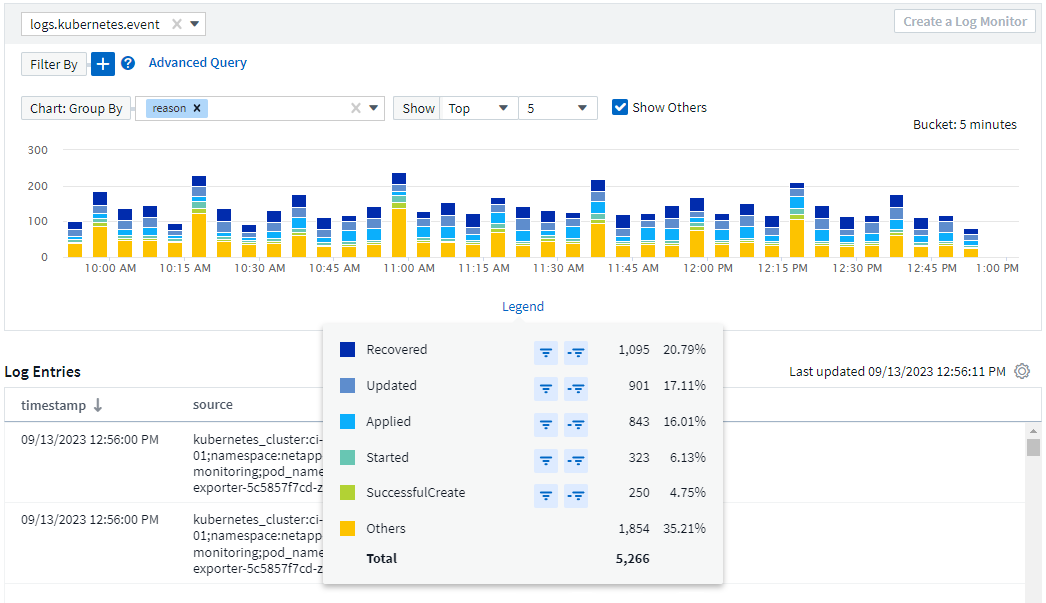 logs.kubernetes.event
Create a Log Monitor
Filter By
Advanced Query
Chart: Group By reason Show Top 5 Show Others
Bucket: 5 minutes
300
200
100
0
10:00 AM 10:15 AM 10:30 AM 10:45 AM 11:00 AM 11:15 AM 11:30 AM 11:45 AM 12:00 PM 12:15 PM 12:30 PM 12:45 PM 1:00 PM
Legend
Recovered 1,095 20.79%
Updated 901 17.11%
Applied 843 16.01%
Started 323 6.13%
SuccessfulCreate 250 4.75%
Others 1,854 35.21%
Total 5,266
Log Entries
Last updated 09/13/2023 12:56:11 PM
timestamp source
09/13/2023 12:56:00 PM kubernetes_cluster:ci-
01;namespace:netapp
monitoring;pod_name
exporter-5c5857f7cd-z
09/13/2023 12:56:00 PM kubernetes_cluster:ci-
01;namespace:netapp
monitoring;pod_name
exporter-5c5857f7cd-z